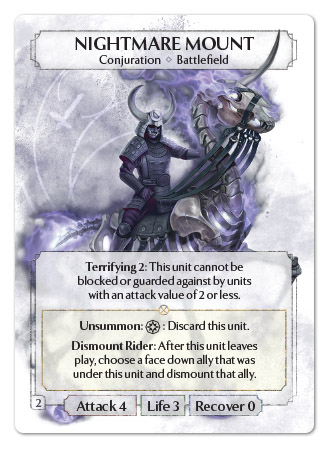 NIGHTMARE MOUNT
Conjuration ◇ Battlefield
Terrifying 2: This unit cannot be
blocked or guarded against by units
with an attack value of 2 or less.
Unsummon: : Discard this unit.
Dismount Rider: After this unit leaves
play, choose a face down ally that was
under this unit and dismount that ally.
2
Attack 4 Life 3 Recover 0